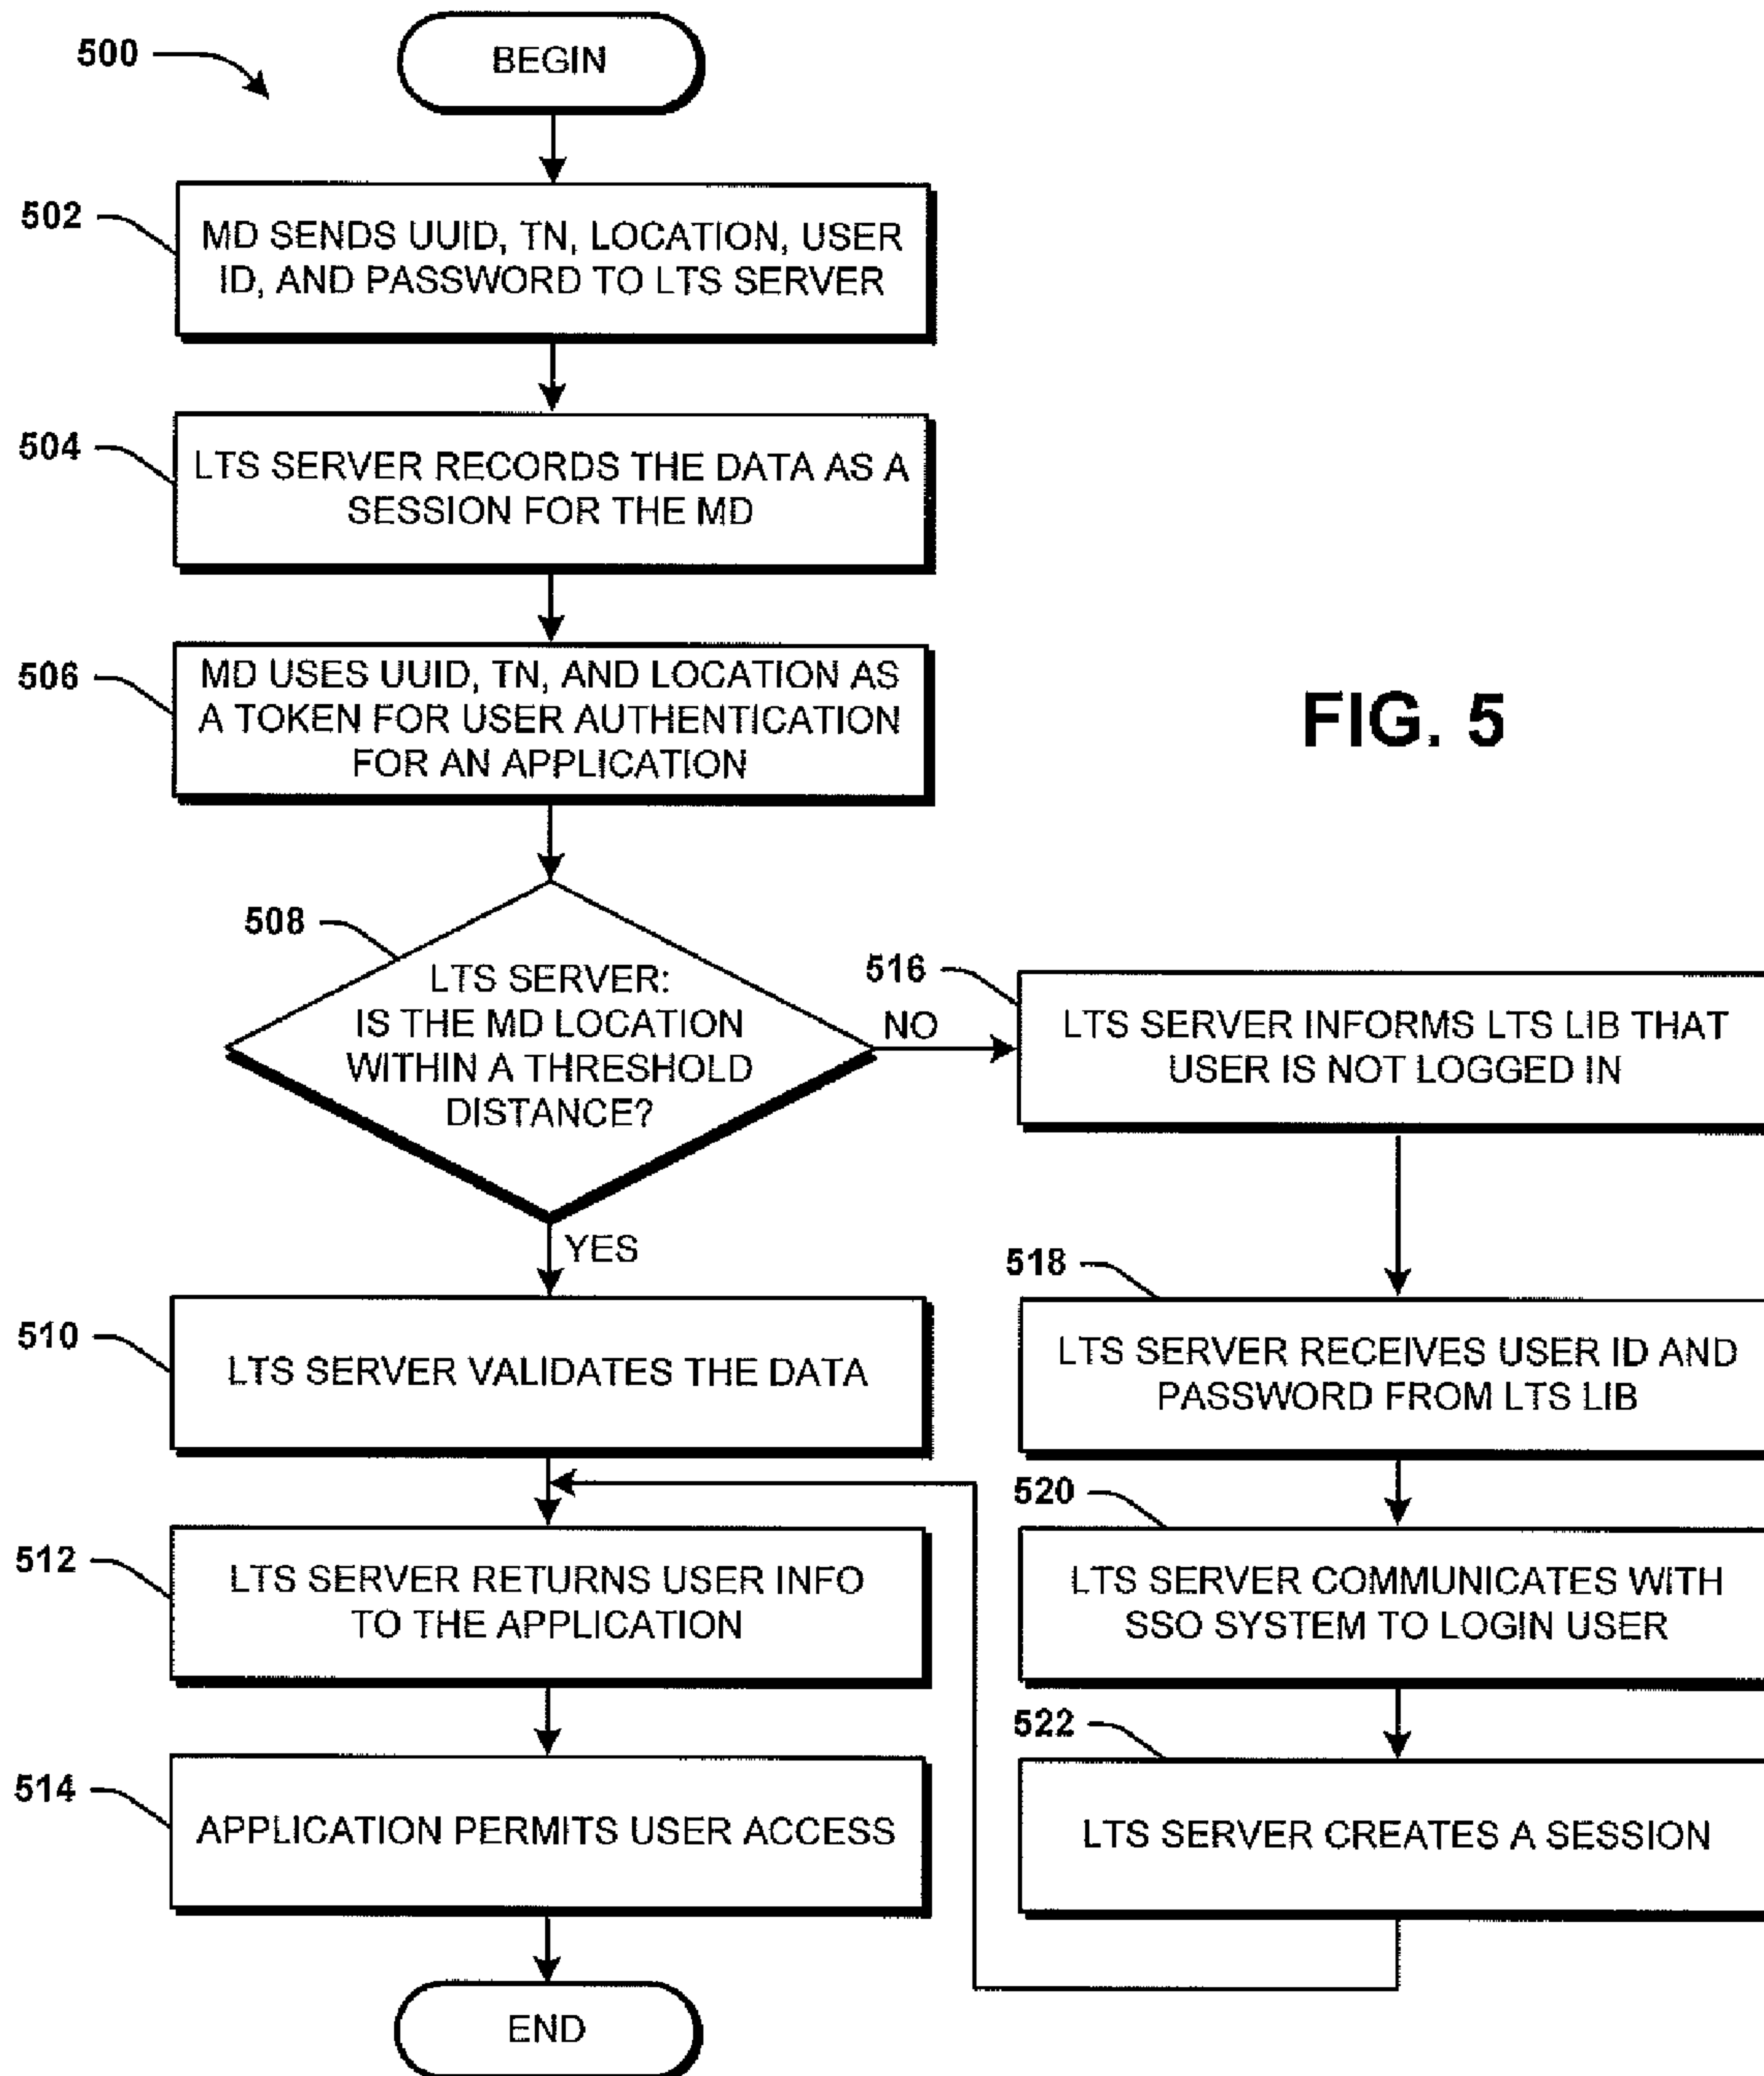 500
BEGIN
502
MD SENDS UUID, TN, LOCATION, USER
ID, AND PASSWORD TO LTS SERVER
504
LTS SERVER RECORDS THE DATA AS A
SESSION FOR THE MD
506
MD USES UUID, TN, AND LOCATION AS
A TOKEN FOR USER AUTHENTICATION
FOR AN APPLICATION
FIG. 5
508
LTS SERVER:
IS THE MD LOCATION
WITHIN A THRESHOLD
DISTANCE?
NO
YES
516
LTS SERVER INFORMS LTS LIB THAT
USER IS NOT LOGGED IN
510
LTS SERVER VALIDATES THE DATA
518
LTS SERVER RECEIVES USER ID AND
PASSWORD FROM LTS LIB
512
LTS SERVER RETURNS USER INFO
TO THE APPLICATION
520
LTS SERVER COMMUNICATES WITH
SSO SYSTEM TO LOGIN USER
514
APPLICATION PERMITS USER ACCESS
522
LTS SERVER CREATES A SESSION
END